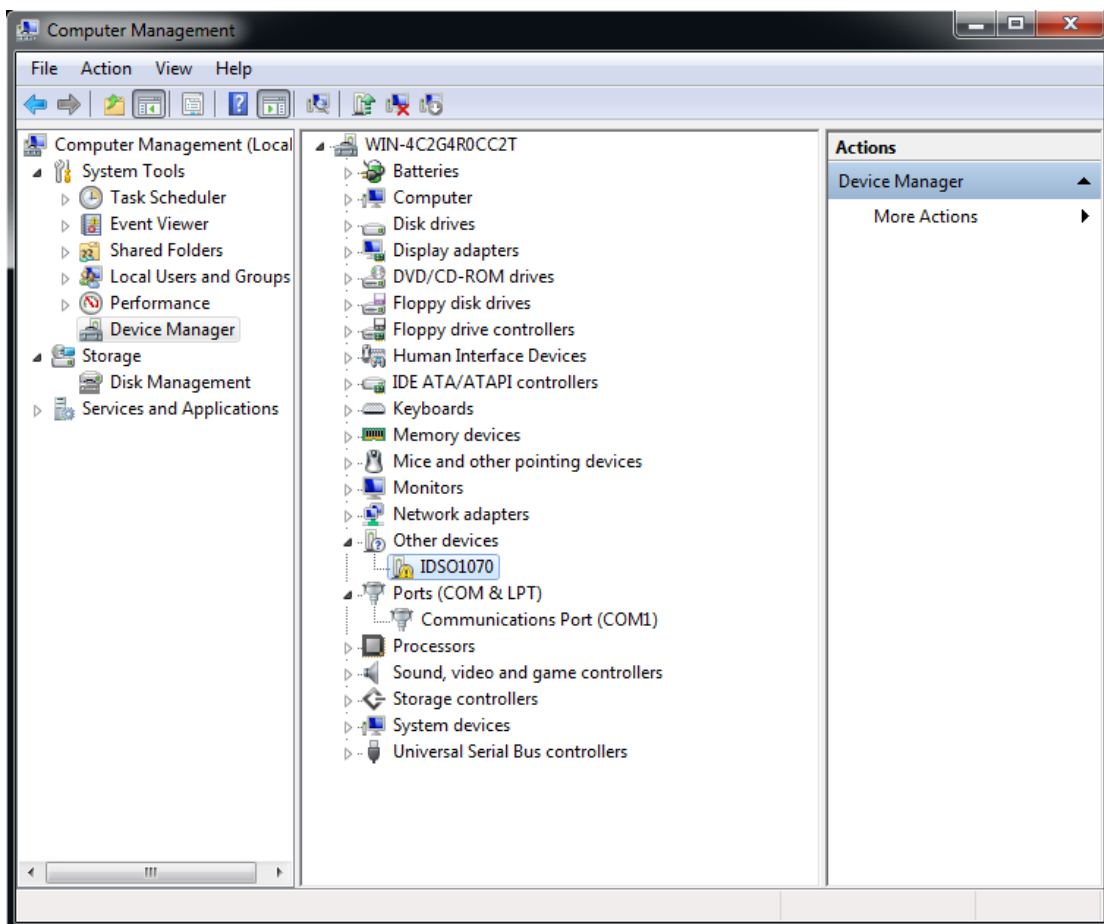 Computer Management
File Action View Help
Computer Management (Local
System Tools
Task Scheduler
Event Viewer
Shared Folders
Local Users and Groups
Performance
Device Manager
Storage
Disk Management
Services and Applications
WIN-4C2G4R0CC2T
Batteries
Computer
Disk drives
Display adapters
DVD/CD-ROM drives
Floppy disk drives
Floppy drive controllers
Human Interface Devices
IDE ATA/ATAPI controllers
Keyboards
Memory devices
Mice and other pointing devices
Monitors
Network adapters
Other devices
IDSO1070
Ports (COM & LPT)
Communications Port (COM1)
Processors
Sound, video and game controllers
Storage controllers
System devices
Universal Serial Bus controllers
Actions
Device Manager
More Actions